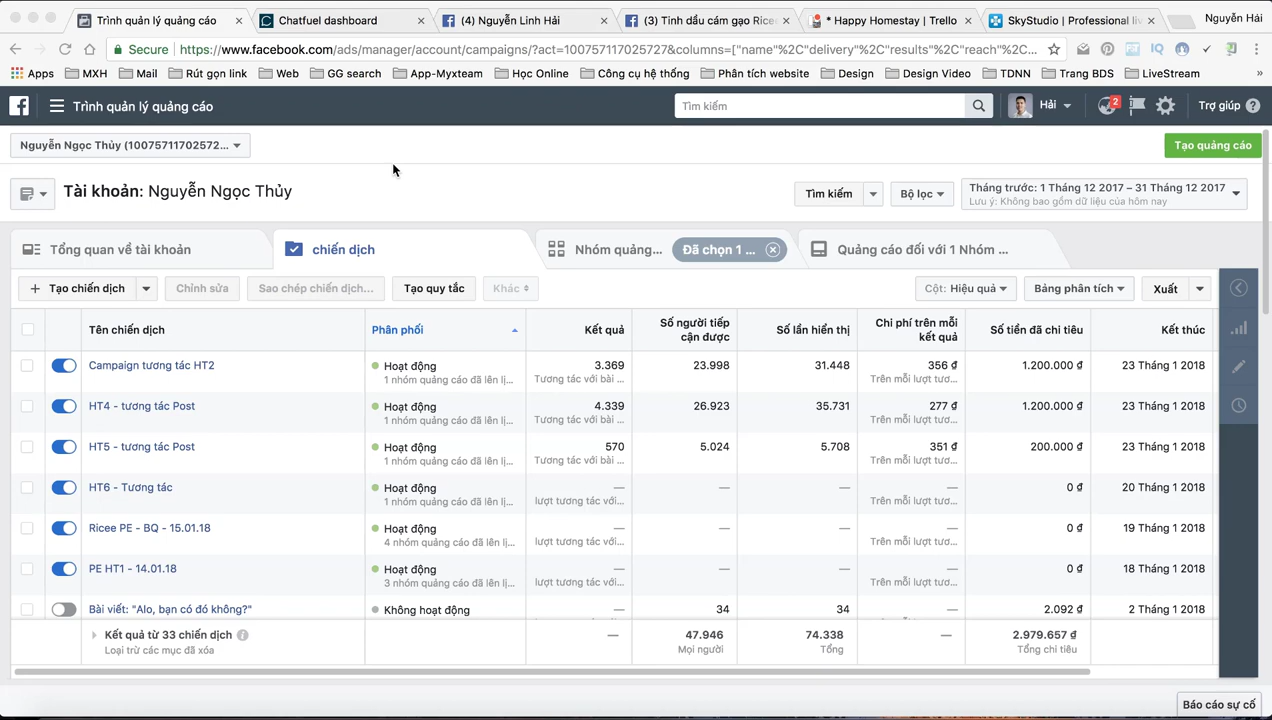 Trình quản lý quảng cáo
Chatfuel dashboard
(4) Nguyễn Linh Hải
(3) Tinh dầu cám gạo Rice
* Happy Homestay | Trello
SkyStudio | Professional liv
Nguyễn Hải
Secure
https://www.facebook.com/ads/manager/account/campaigns/?act=100757117025727&columns=["name"%2C"delivery"%2C"results"%2C"reach"%2C...
Apps
MXH
Mail
Rút gọn link
Web
GG search
App-Myxteam
Học Online
Công cụ hệ thống
Phân tích website
Design
Design Video
TDNN
Trang BDS
LiveStream
»
Trình quản lý quảng cáo
Tìm kiếm
Hải
2
Trợ giúp
Nguyễn Ngọc Thủy (10075711702572...
Tạo quảng cáo
Tài khoản: Nguyễn Ngọc Thủy
Tìm kiếm
Bộ lọc
Tháng trước: 1 Tháng 12 2017 – 31 Tháng 12 2017
Lưu ý: Không bao gồm dữ liệu của hôm nay
Tổng quan về tài khoản
chiến dịch
Nhóm quảng...
Đã chọn 1 ...
Quảng cáo đối với 1 Nhóm ...
+ Tạo chiến dịch
Chỉnh sửa
Sao chép chiến dịch...
Tạo quy tắc
Khác
Cột: Hiệu quả
Bảng phân tích
Xuất
Tên chiến dịch
Phân phối
Kết quả
Số người tiếp cận được
Số lần hiển thị
Chi phí trên mỗi kết quả
Số tiền đã chi tiêu
Kết thúc
Campaign tương tác HT2
Hoạt động
3.369
23.998
31.448
356 ₫
1.200.000 ₫
23 Tháng 1 2018
1 nhóm quảng cáo đã lên lị...
Tương tác với bài ...
Trên mỗi lượt tươ...
HT4 - tương tác Post
Hoạt động
4.339
26.923
35.731
277 ₫
1.200.000 ₫
23 Tháng 1 2018
1 nhóm quảng cáo đã lên lị...
Tương tác với bài ...
Trên mỗi lượt tươ...
HT5 - tương tác Post
Hoạt động
570
5.024
5.708
351 ₫
200.000 ₫
23 Tháng 1 2018
1 nhóm quảng cáo đã lên lị...
Tương tác với bài ...
Trên mỗi lượt tươ...
HT6 - Tương tác
Hoạt động
—
—
—
—
0 ₫
20 Tháng 1 2018
1 nhóm quảng cáo đã lên lị...
lượt tương tác với...
Trên mỗi lượt tươ...
Ricee PE - BQ - 15.01.18
Hoạt động
—
—
—
—
0 ₫
19 Tháng 1 2018
4 nhóm quảng cáo đã lên lị...
lượt tương tác với...
Trên mỗi lượt tươ...
PE HT1 - 14.01.18
Hoạt động
—
—
—
—
0 ₫
18 Tháng 1 2018
3 nhóm quảng cáo đã lên lị...
lượt tương tác với...
Trên mỗi lượt tươ...
Bài viết: "Alo, bạn có đó không?"
Không hoạt động
—
34
34
—
2.092 ₫
2 Tháng 1 2018
Kết quả từ 33 chiến dịch
—
47.946
74.338
—
2.979.657 ₫
Loại trừ các mục đã xóa
Mọi người
Tổng
Tổng chi tiêu
Báo cáo sự cố